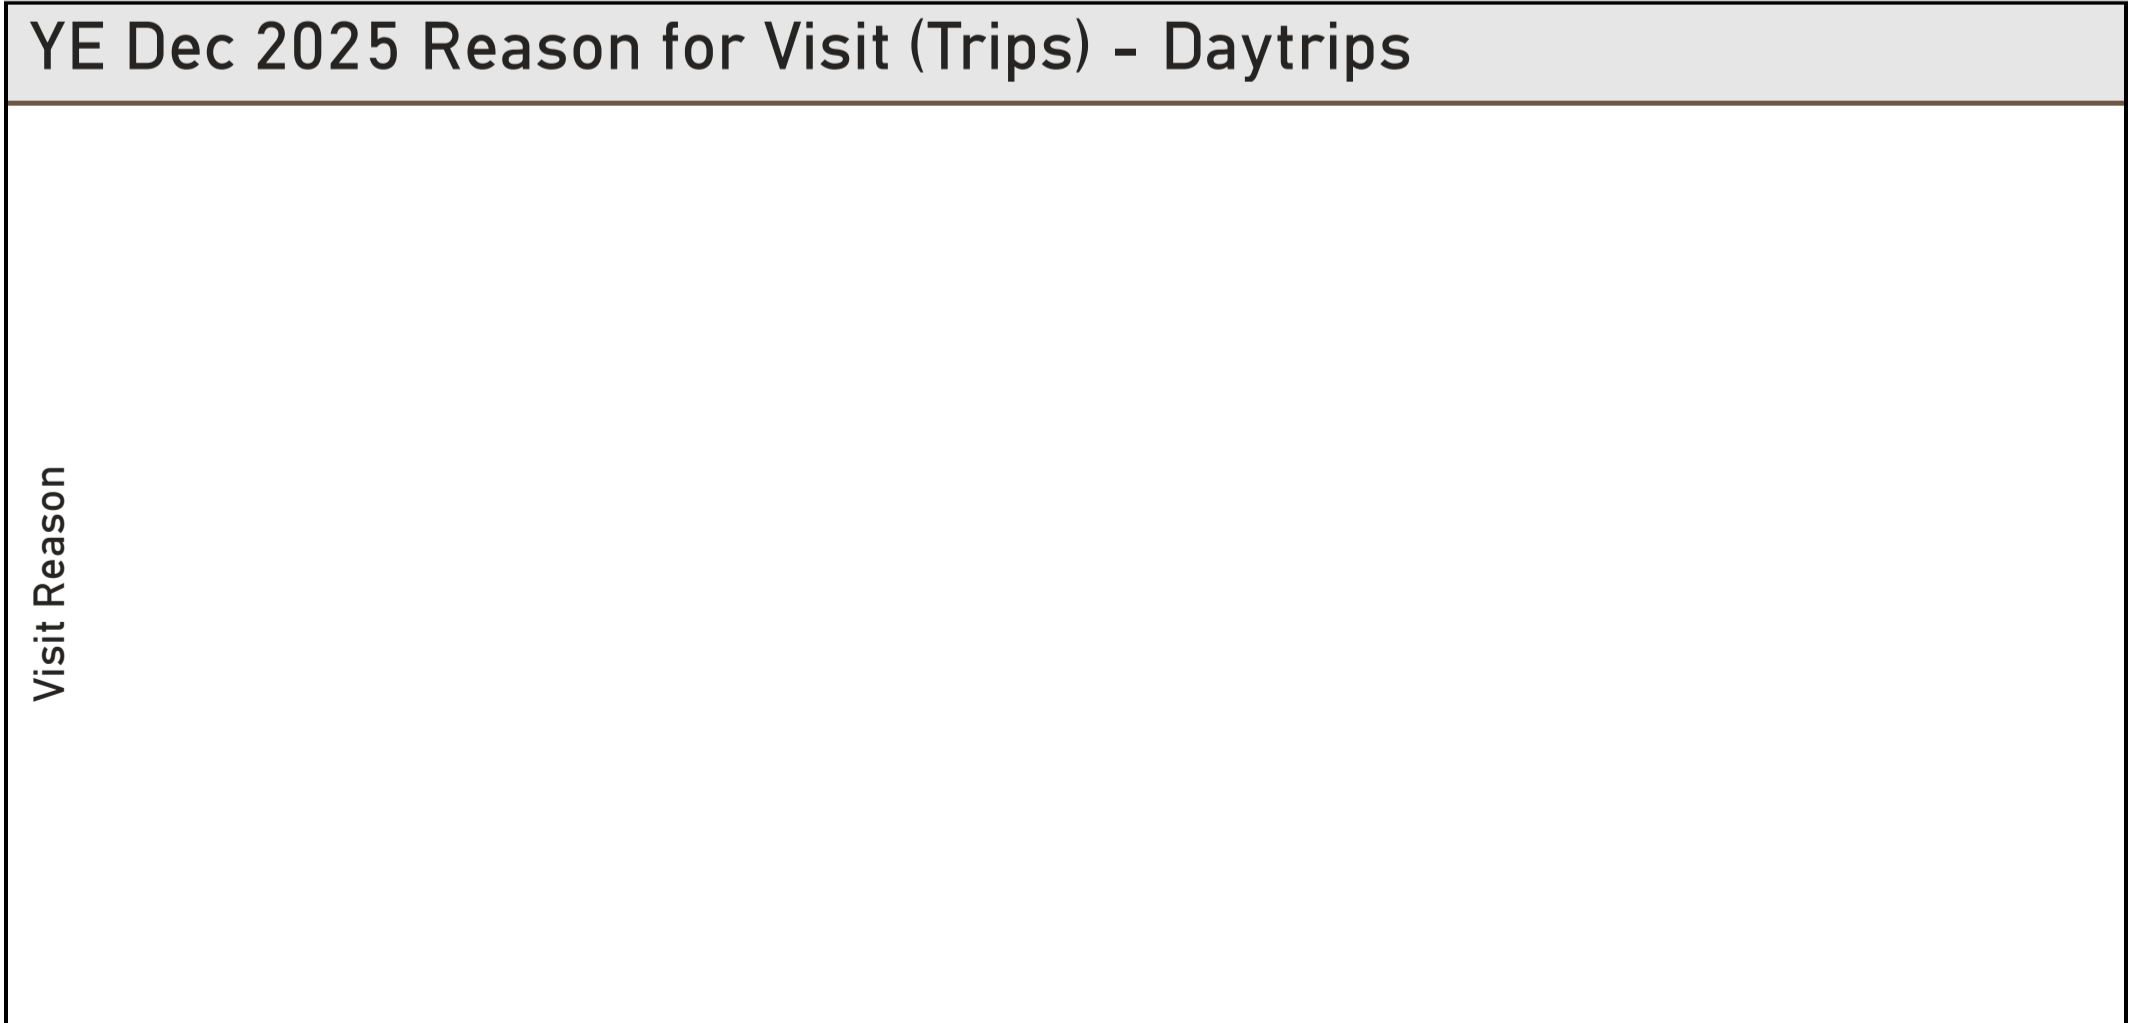 YE Dec 2025 Reason for Visit (Trips) - Daytrips
Visit Reason